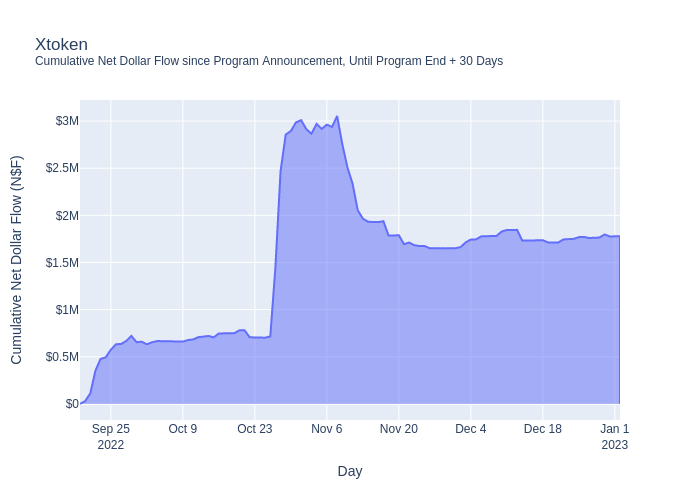 Xtoken
Cumulative Net Dollar Flow since Program Announcement, Until Program End + 30 Days
Cumulative Net Dollar Flow (N$F)
$3M
$2.5M
$2M
$1.5M
$1M
$0.5M
$0
Sep 25
2022
Oct 9
Oct 23
Nov 6
Nov 20
Dec 4
Dec 18
Jan 1
2023
Day